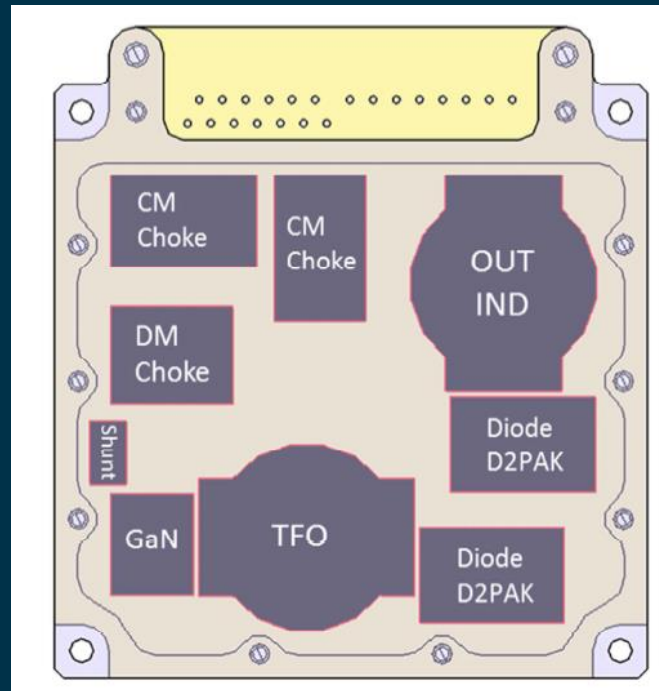 CM
Choke
CM
Choke
OUT
IND
DM
Choke
Shunt
Diode
D2PAK
GaN
TFO
Diode
D2PAK